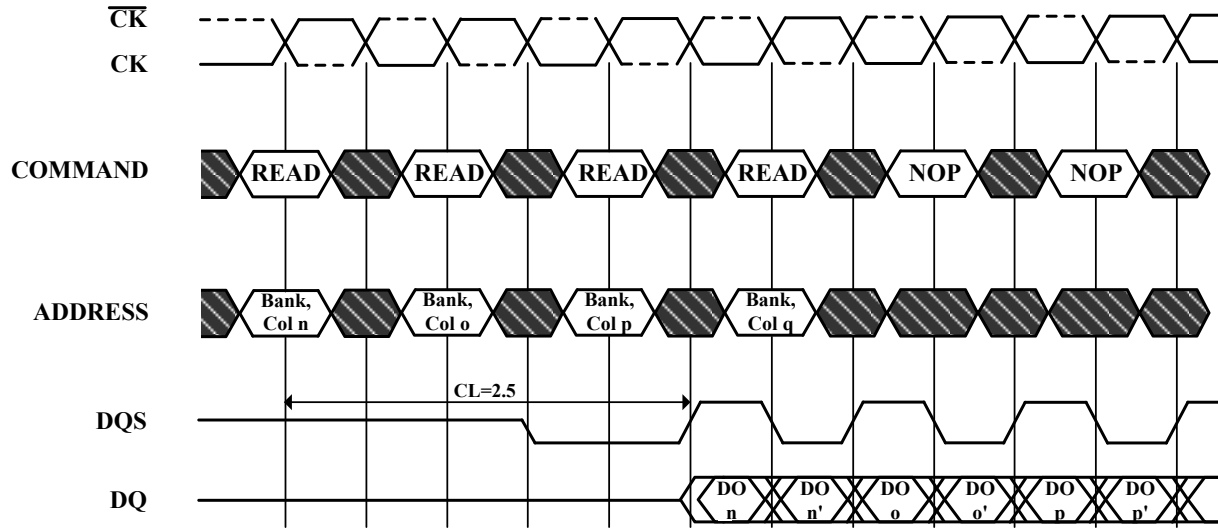 CK
CK
COMMAND
READ
READ
READ
READ
NOP
NOP
ADDRESS
Bank,
Col n
Bank,
Col o
Bank,
Col p
Bank,
Col q
CL=2.5
DQS
DQ
DO
n
DO
n'
DO
o
DO
o'
DO
p
DO
p'